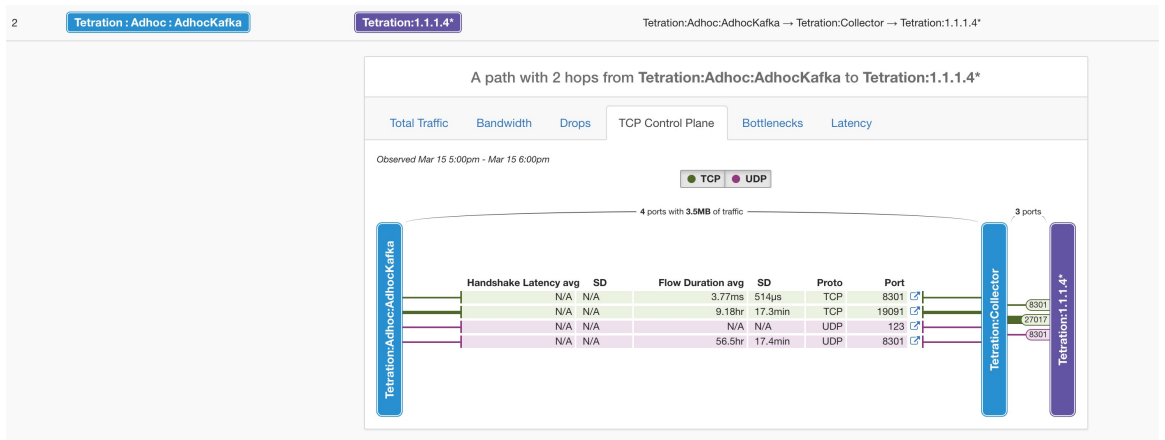 2 Tetration : Adhoc : AdhocKafka Tetration:1.1.1.4* Tetration:Adhoc:AdhocKafka → Tetration:Collector → Tetration:1.1.1.4*
A path with 2 hops from Tetration:Adhoc:AdhocKafka to Tetration:1.1.1.4*
Total Traffic Bandwidth Drops TCP Control Plane Bottlenecks Latency
Observed Mar 15 5:00pm - Mar 15 6:00pm
TCP UDP
4 ports with 3.5MB of traffic 3 ports
Tetration:Adhoc:AdhocKafka
Handshake Latency avg SD Flow Duration avg SD Proto Port
N/A N/A 3.77ms 514µs TCP 8301
N/A N/A 9.18hr 17.3min TCP 19091
N/A N/A N/A N/A UDP 123
N/A N/A 56.5hr 17.4min UDP 8301
Tetration:Collector
8301
27017
8301
Tetration:1.1.1.4*